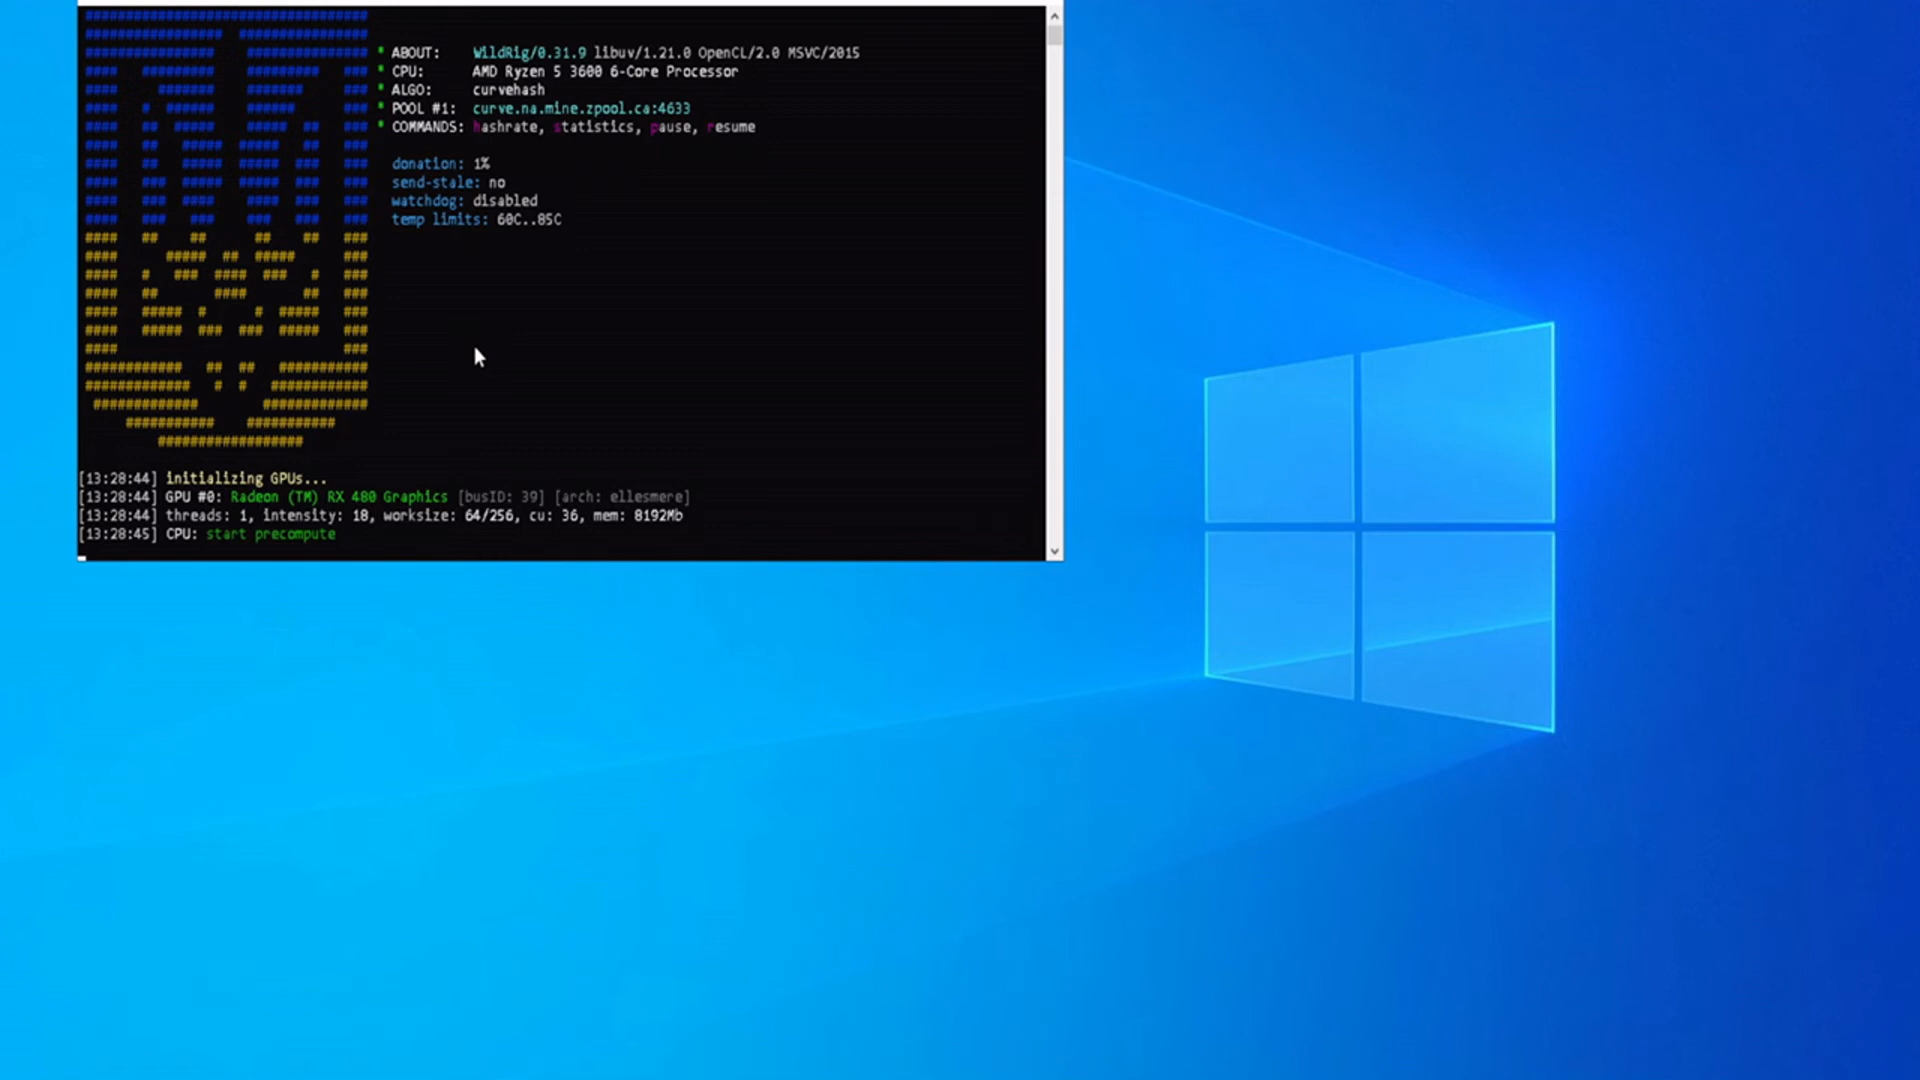 * ABOUT: WildRig/0.31.9 libuv/1.21.0 OpenCL/2.0 MSVC/2015
* CPU: AMD Ryzen 5 3600 6-Core Processor
* ALGO: curvehash
* POOL #1: curve.na.mine.zpool.ca:4633
* COMMANDS: hashrate, statistics, pause, resume
donation: 1%
send-stale: no
watchdog: disabled
temp limits: 60C..85C
[13:28:44] initializing GPUs...
[13:28:44] GPU #0: Radeon (TM) RX 480 Graphics [busID: 39] [arch: ellesmere]
[13:28:44] threads: 1, intensity: 18, worksize: 64/256, cu: 36, mem: 8192Mb
[13:28:45] CPU: start precompute